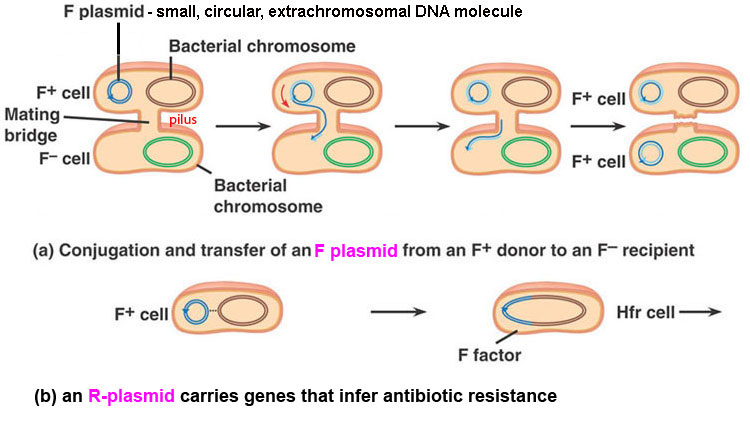 F plasmid - small, circular, extrachromosomal DNA molecule
Bacterial chromosome
F+ cell
Mating
bridge
pilus
F– cell
Bacterial
chromosome
F+ cell
F+ cell
(a) Conjugation and transfer of an F plasmid from an F+ donor to an F– recipient
F+ cell
Hfr cell
F factor
(b) an R-plasmid carries genes that infer antibiotic resistance